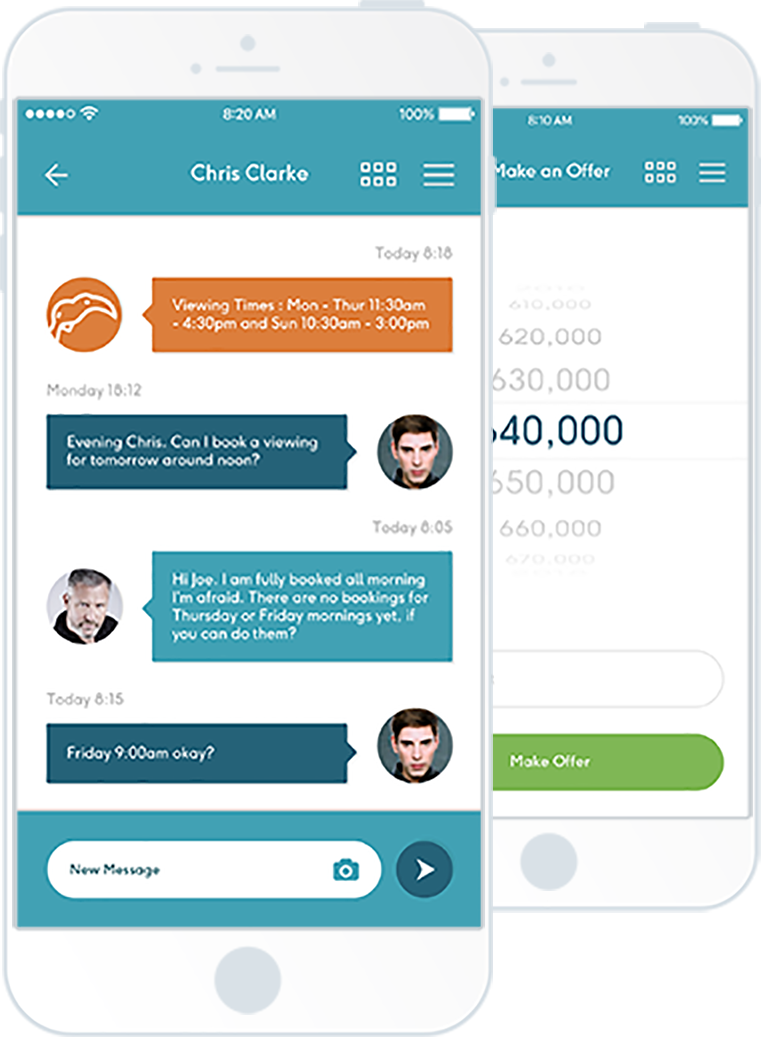 8:20 AM
100%
Chris Clarke
Today 8:18
Viewing Times : Mon - Thur 11:30am
- 4:30pm and Sun 10:30am - 3:00pm
Monday 18:12
Evening Chris. Can I book a viewing
for tomorrow around noon?
Today 8:05
Hi Joe. I am fully booked all morning
I'm afraid. There are no bookings for
Thursday or Friday mornings yet, if
you can do them?
Today 8:15
Friday 9:00am okay?
New Message
8:10 AM
100%
Make an Offer
610,000
620,000
630,000
640,000
650,000
660,000
670,000
Make Offer